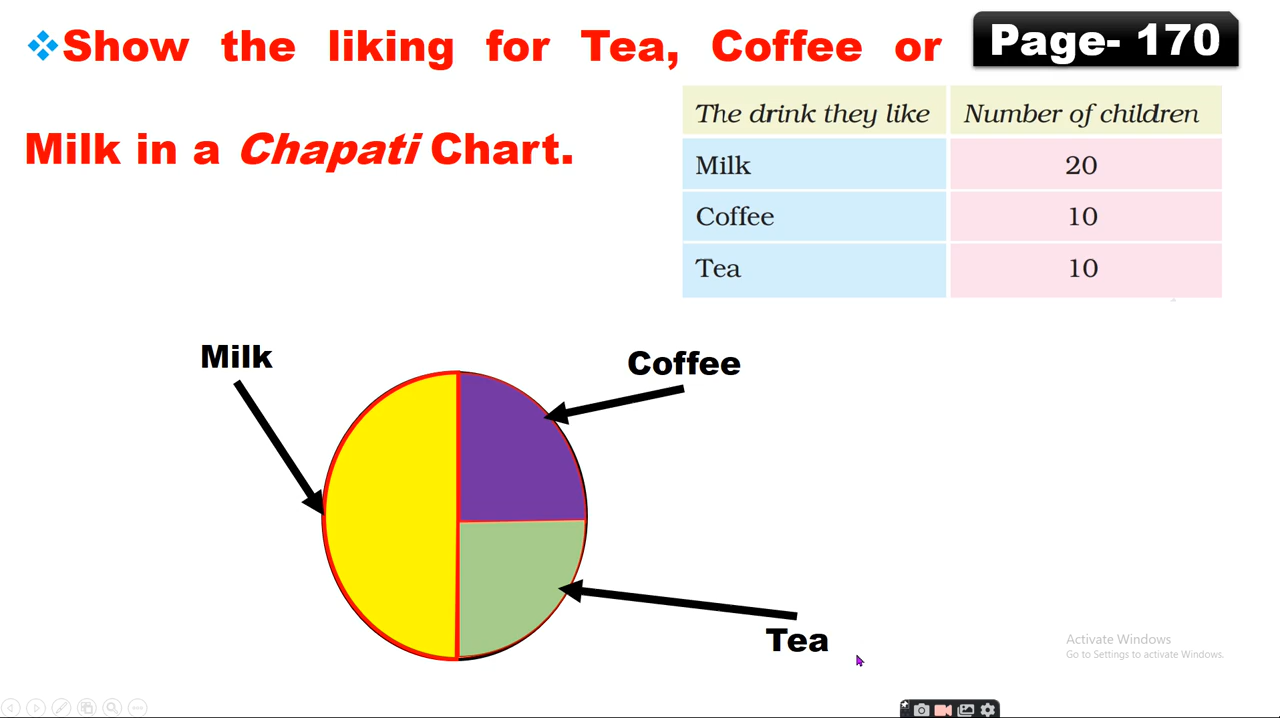 ❖Show the liking for Tea, Coffee or
Page- 170
Milk in a Chapati Chart.
The drink they like Number of children
Milk 20
Coffee 10
Tea 10
Milk
Coffee
Tea
Activate Windows
Go to Settings to activate Windows.